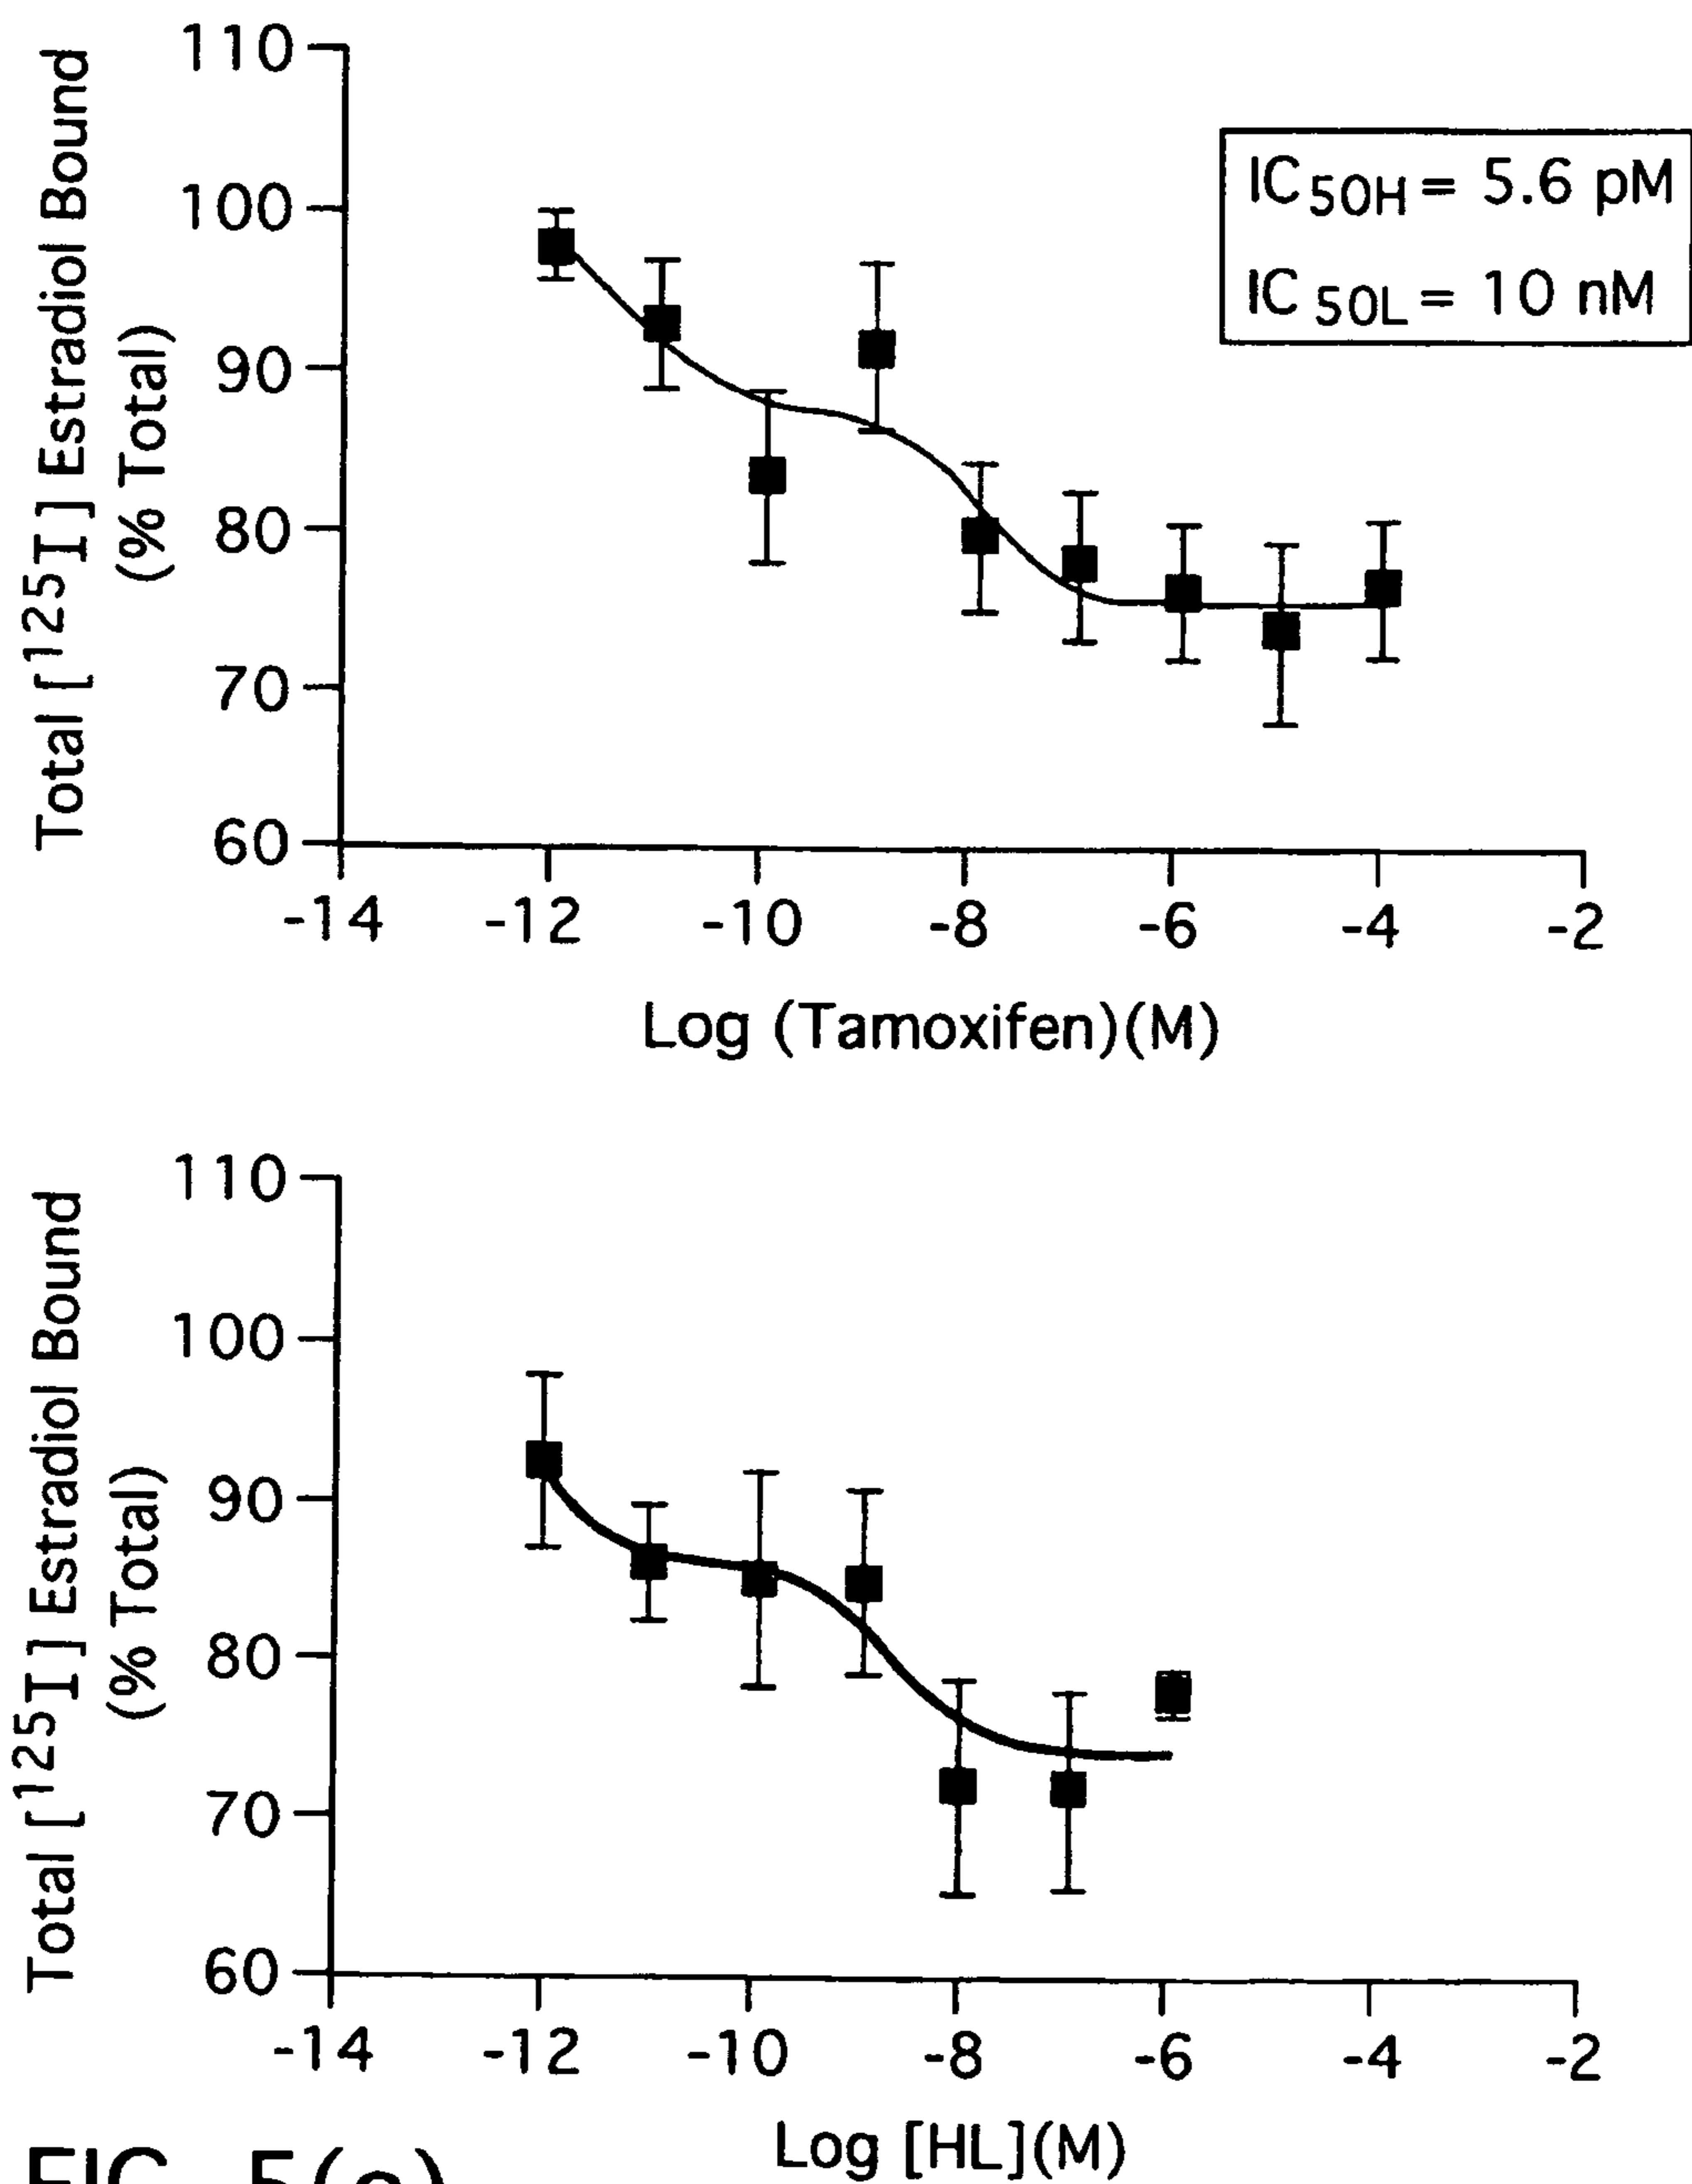 Total [¹²⁵I] Estradiol Bound
(% Total)
110
100
90
80
70
60
IC50H = 5.6 pM
IC50L = 10 nM
-14 -12 -10 -8 -6 -4 -2
Log (Tamoxifen)(M)
Total [¹²⁵I] Estradiol Bound
(% Total)
110
100
90
80
70
60
-14 -12 -10 -8 -6 -4 -2
Log [HL](M)